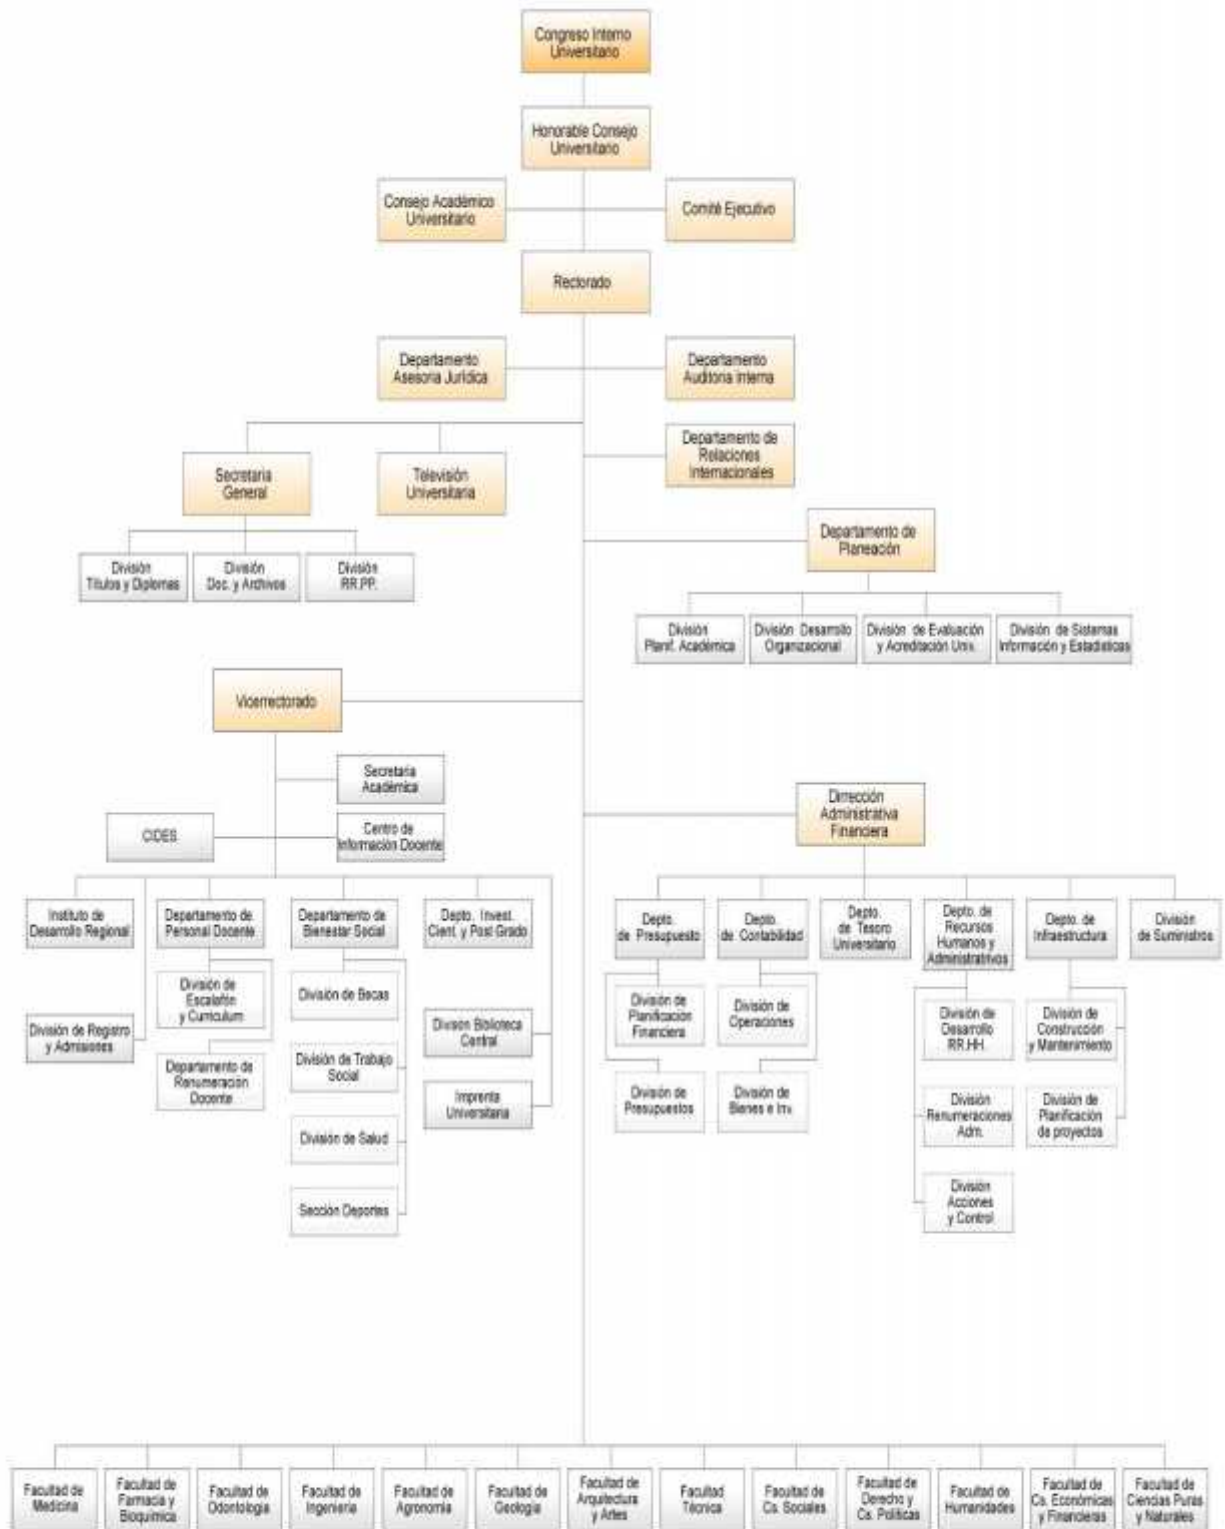 Congreso Interno
Universitario
Honorable Consejo
Universitario
Consejo Académico
Universitario
Comité Ejecutivo
Rectorado
Departamento
Asesoria Jurídica
Departamento
Auditoria Interna
Departamento de
Relaciones
Internacionales
Secretaria
General
Televisión
Universitaria
Departamento de
Planeación
División
Títulos y Diplomas
División
Doc. y Archivos
División
RR.PP.
División
Planif. Académica
División Desarrollo
Organizacional
División de Evaluación
y Acreditación Univ.
División de Sistemas
Información y Estadísticas
Vicerrectorado
Secretaria
Académica
CIDES
Centro de
Información Docente
Dirrección
Administrativa
Financiera
Instituto de
Desarrollo Regional
Departamento de
Personal Docente
Departamento de
Bienestar Social
Depto. Invest.
Cient. y Post Grado
Depto.
de Presupuesto
Depto.
de Contabilidad
Depto.
de Tesoro
Universitario
Depto. de
Recursos
Humanos y
Administrativos
Depto. de
Infraestructura
División
de Suministros
División de Registro
y Admisiones
División de
Escalafón
y Curriculum
Departamento de
Renumeración
Docente
División de Becas
División de Trabajo
Social
División de Salud
Sección Deportes
Divison Biblioteca
Central
Imprenta
Universitaria
División de
Planificación
Financiera
División de
Presupuestos
División de
Operaciones
División de
Bienes e Inv.
División de
Desarrollo
RR.HH.
División
Renumeraciones
Adm.
División
Acciones
y Control
División de
Construcción
y Mantenimiento
División de
Planificación
de proyectos
Facultad de
Medicina
Facultad de
Farmacia y
Bioquímica
Facultad de
Odontología
Facultad de
Ingeniería
Facultad de
Agronomía
Facultad de
Geología
Facultad de
Arquitectura
y Artes
Facultad
Técnica
Facultad de
Cs. Sociales
Facultad de
Derecho y
Cs. Políticas
Facultad de
Humanidades
Facultad de
Cs. Económicas
y Financieras
Facultad de
Ciencias Puras
y Naturales